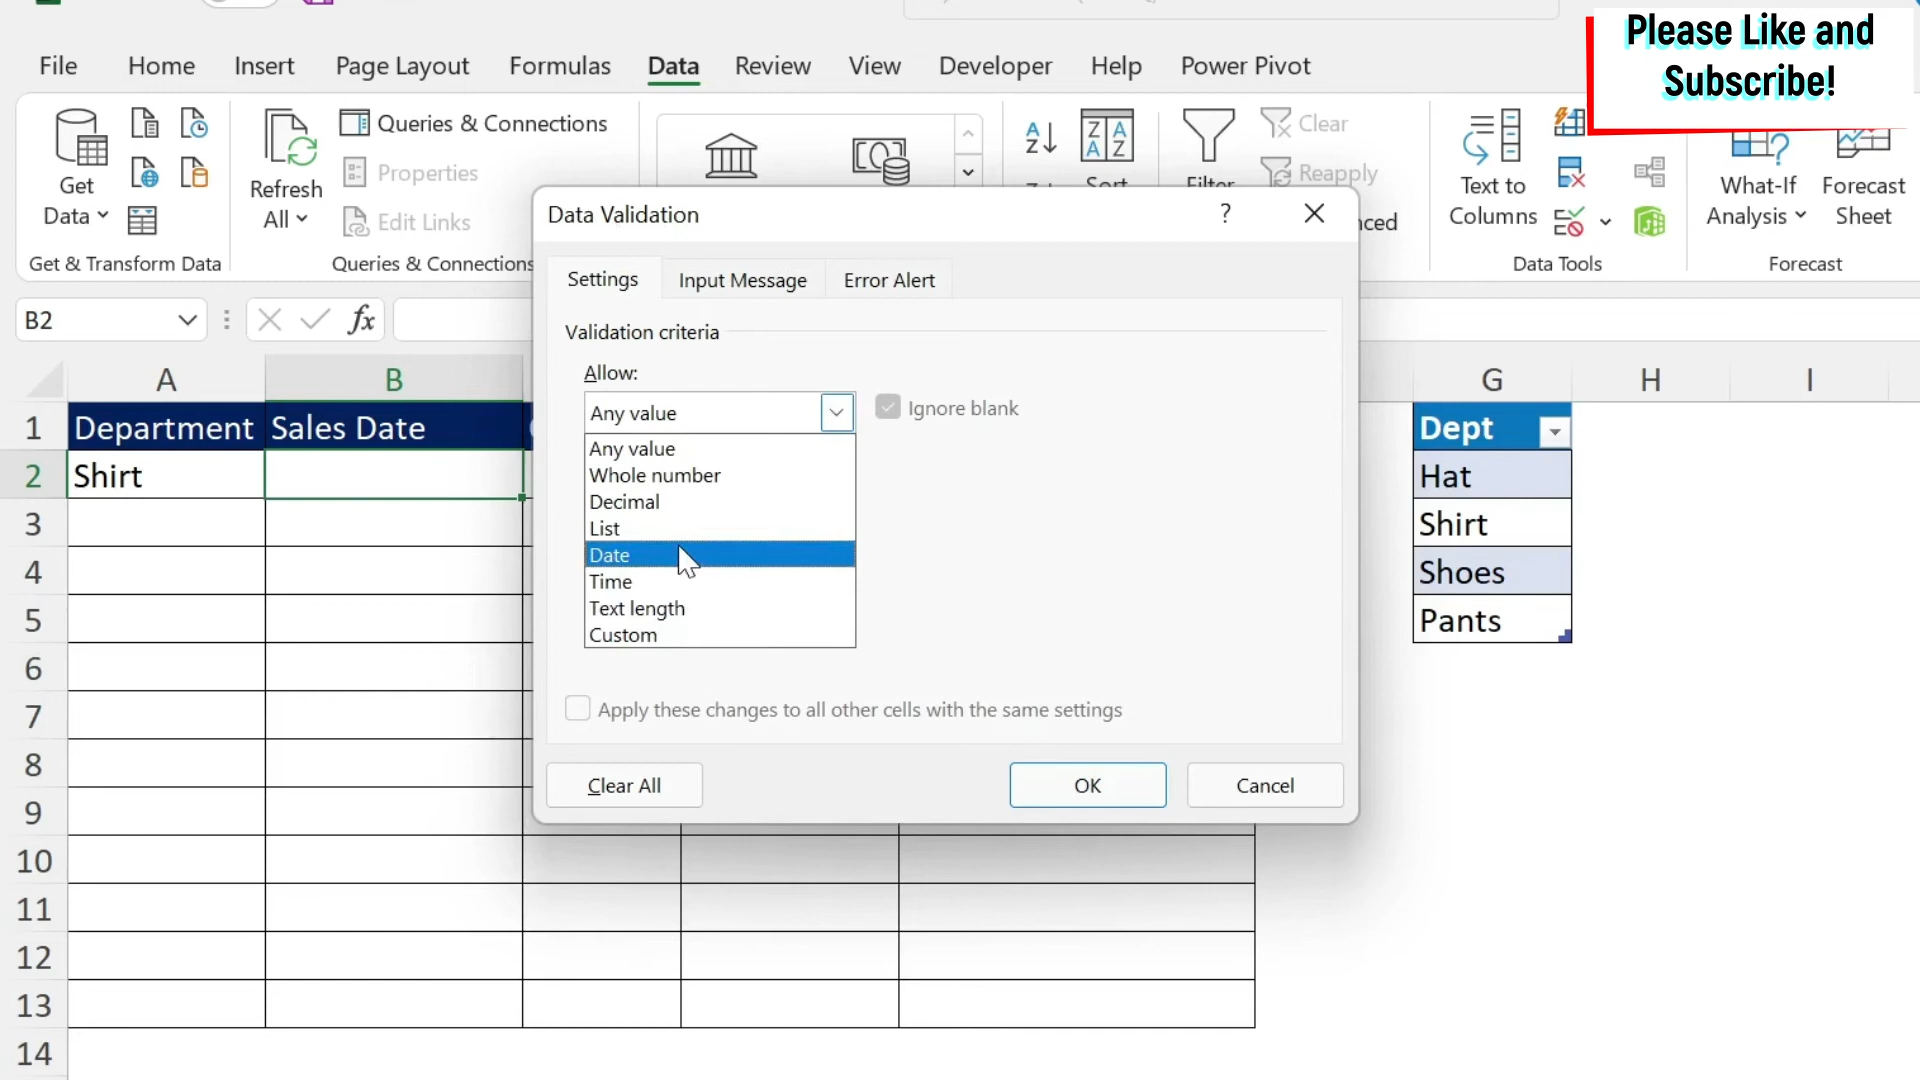 Please Like and
Subscribe!
File Home Insert Page Layout Formulas Data Review View Developer Help Power Pivot
Get
Data
Refresh
All
Queries & Connections
Properties
Edit Links
Clear
Reapply
Text to
Columns
What-If
Analysis
Forecast
Sheet
Get & Transform Data
Queries & Connections
Data Tools
Forecast
Data Validation ?
Settings Input Message Error Alert
Validation criteria
Allow:
Any value
Ignore blank
Any value
Whole number
Decimal
List
Date
Time
Text length
Custom
Apply these changes to all other cells with the same settings
Clear All OK Cancel
B2 fx
A B G H I
1 Department Sales Date Dept
2 Shirt Hat
3 Shirt
4 Shoes
5 Pants
6
7
8
9
10
11
12
13
14